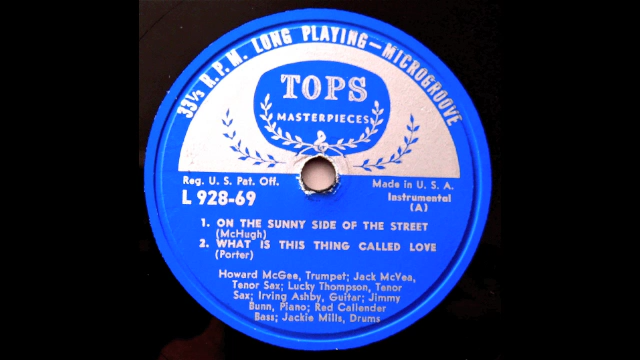 33⅓ R.P.M. LONG PLAYING—MICROGROOVE
TOPS
MASTERPIECES
Reg. U. S. Pat. Off.
Made in U. S. A.
L 928-69
Instrumental
(A)
1. ON THE SUNNY SIDE OF THE STREET
(McHugh)
2. WHAT IS THIS THING CALLED LOVE
(Porter)
Howard McGee, Trumpet; Jack McVea,
Tenor Sax; Lucky Thompson, Tenor
Sax; Irving Ashby, Guitar; Jimmy
Bunn, Piano; Red Callender
Bass; Jackie Mills, Drums